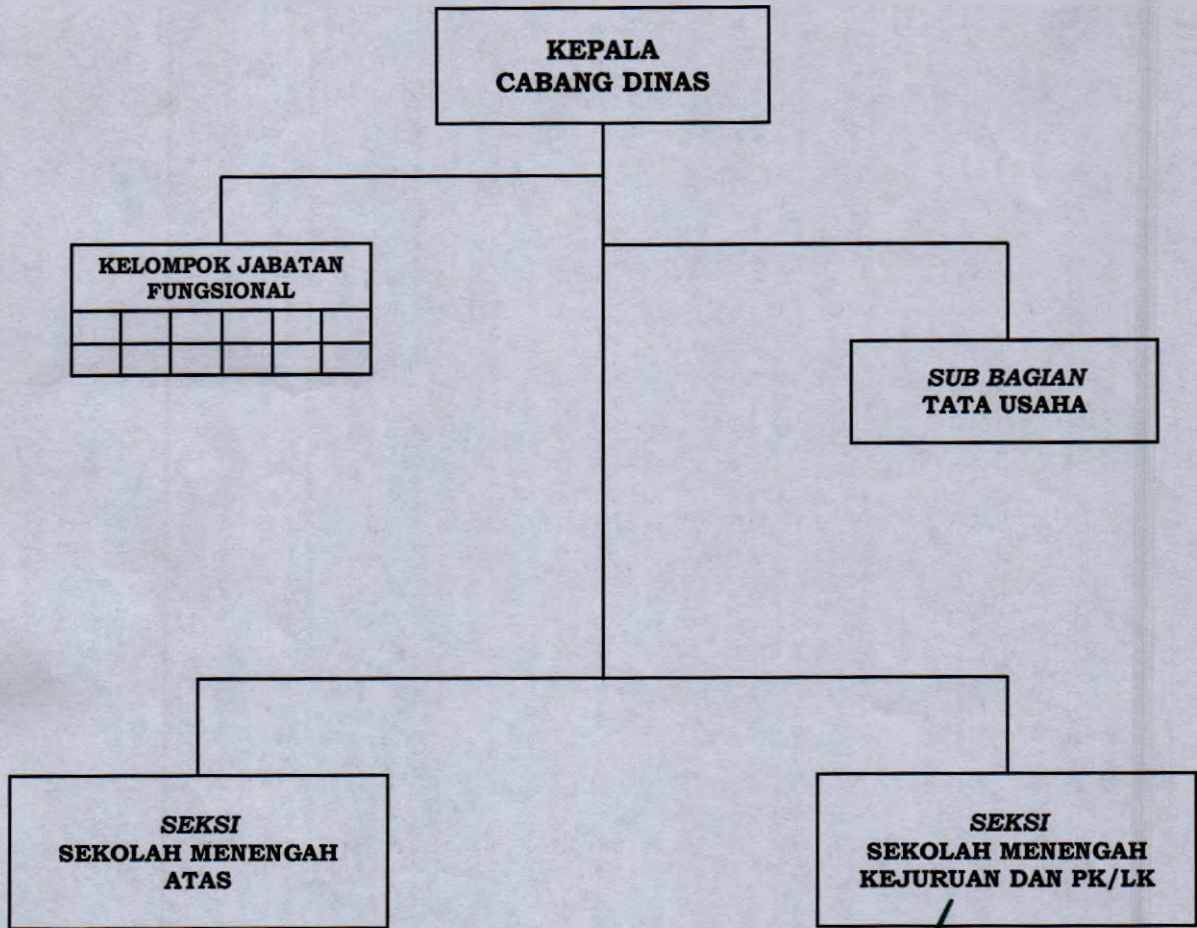 KEPALA
CABANG DINAS
KELOMPOK JABATAN
FUNGSIONAL
SUB BAGIAN
TATA USAHA
SEKSI
SEKOLAH MENENGAH
ATAS
SEKSI
SEKOLAH MENENGAH
KEJURUAN DAN PK/LK